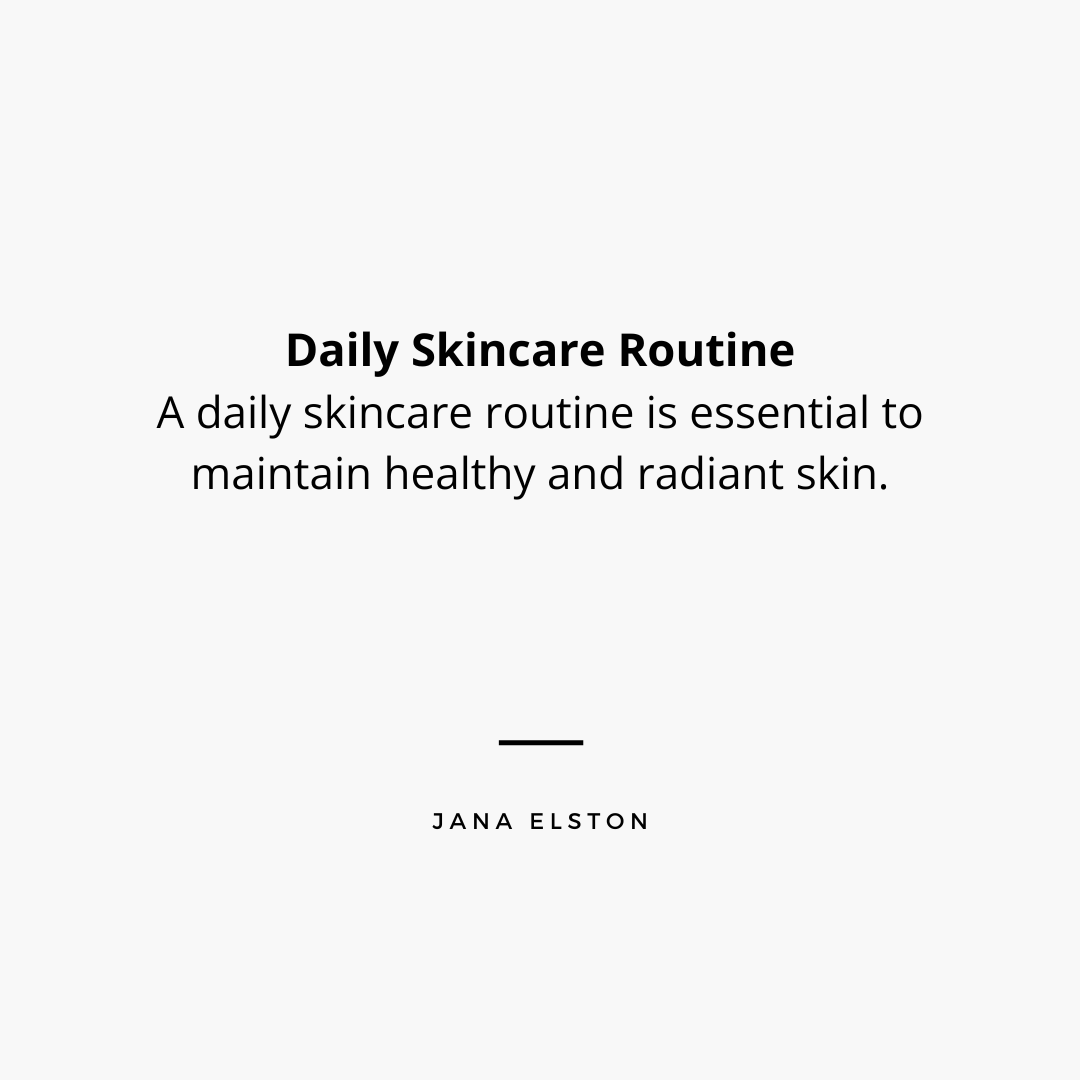 Daily Skincare Routine
A daily skincare routine is essential to
maintain healthy and radiant skin.
JANA ELSTON